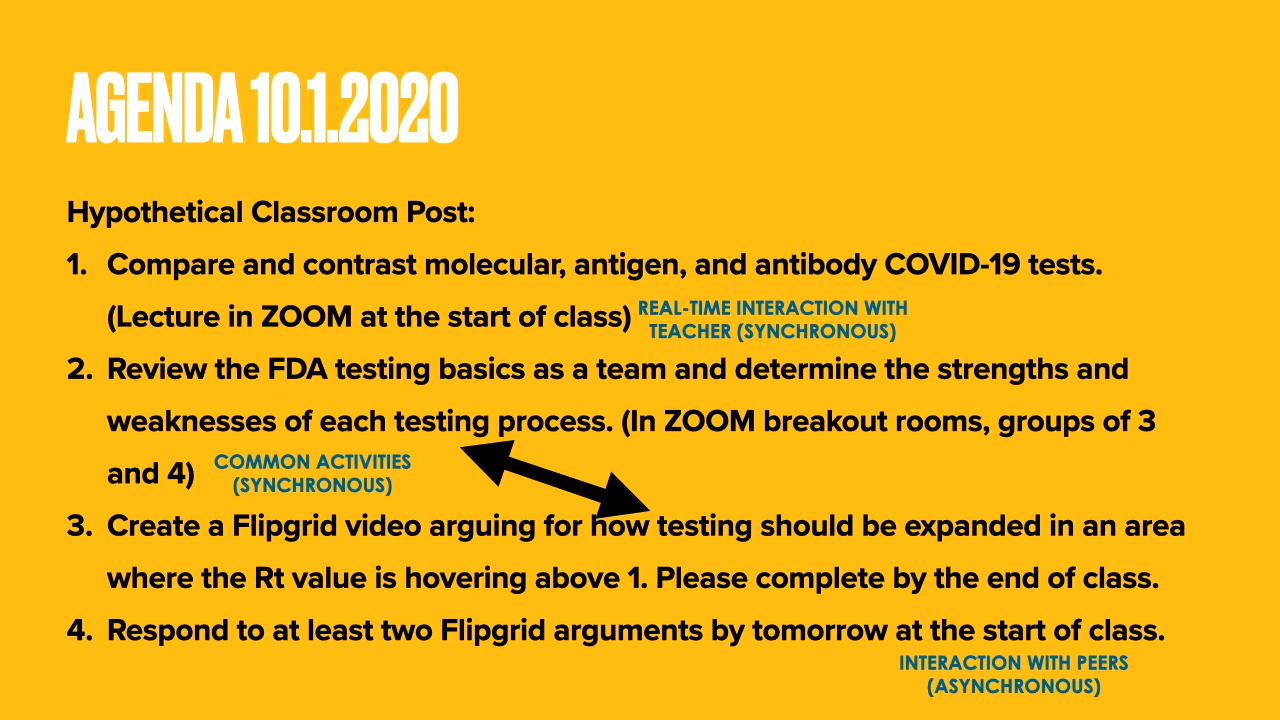 AGENDA 10.1.2020
Hypothetical Classroom Post:
1. Compare and contrast molecular, antigen, and antibody COVID-19 tests.
(Lecture in ZOOM at the start of class)
REAL-TIME INTERACTION WITH
TEACHER (SYNCHRONOUS)
2. Review the FDA testing basics as a team and determine the strengths and
weaknesses of each testing process. (In ZOOM breakout rooms, groups of 3
and 4)
COMMON ACTIVITIES
(SYNCHRONOUS)
3. Create a Flipgrid video arguing for how testing should be expanded in an area
where the Rt value is hovering above 1. Please complete by the end of class.
4. Respond to at least two Flipgrid arguments by tomorrow at the start of class.
INTERACTION WITH PEERS
(ASYNCHRONOUS)